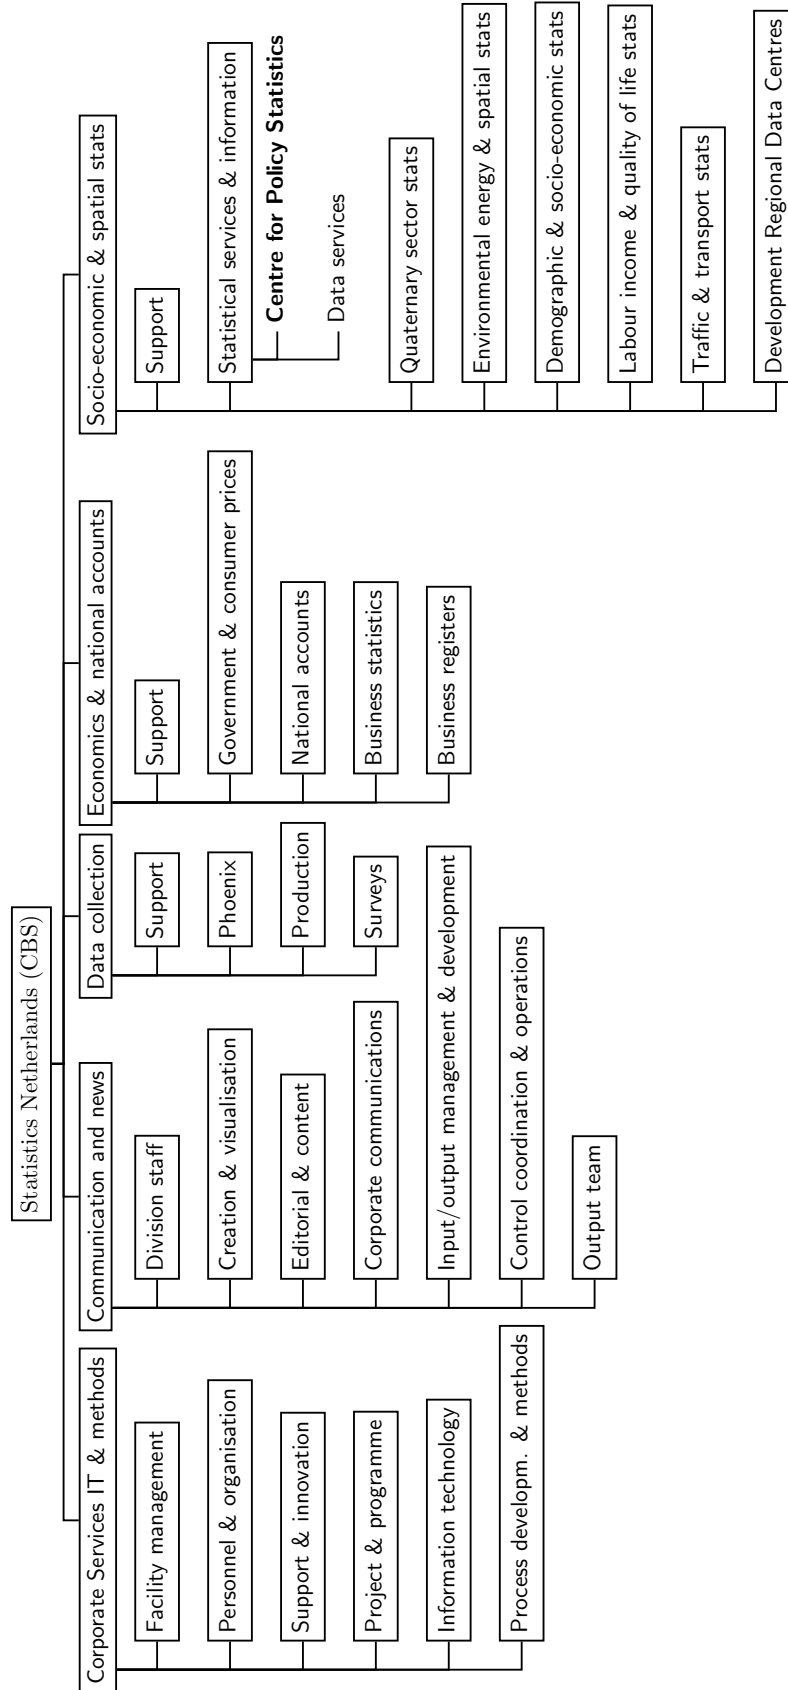 Statistics Netherlands (CBS)
Corporate Services IT & methods
Facility management
Personnel & organisation
Support & innovation
Project & programme
Information technology
Process developm. & methods
Communication and news
Division staff
Creation & visualisation
Editorial & content
Corporate communications
Input/output management & development
Control coordination & operations
Output team
Data collection
Support
Phoenix
Production
Surveys
Economics & national accounts
Support
Government & consumer prices
National accounts
Business statistics
Business registers
Socio-economic & spatial stats
Support
Statistical services & information
Centre for Policy Statistics
Data services
Quaternary sector stats
Environmental energy & spatial stats
Demographic & socio-economic stats
Labour income & quality of life stats
Traffic & transport stats
Development Regional Data Centres